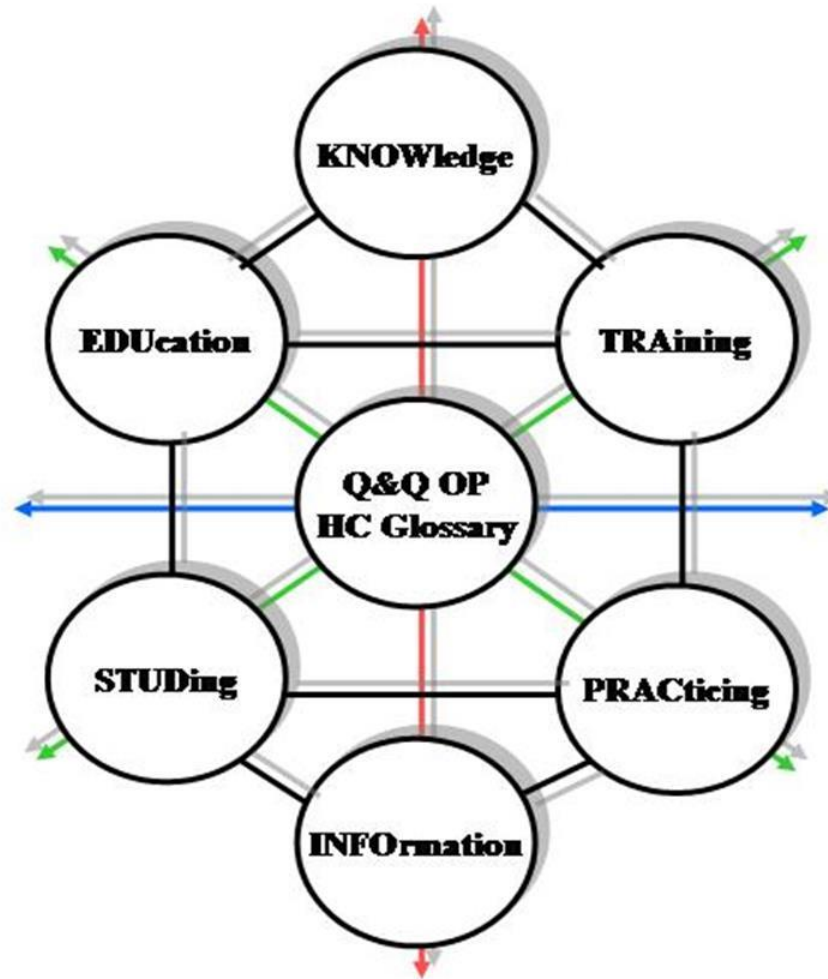 KNOWledge
EDUcation
TRAining
Q&Q OP
HC Glossary
STUDing
PRACticing
INFOrmation